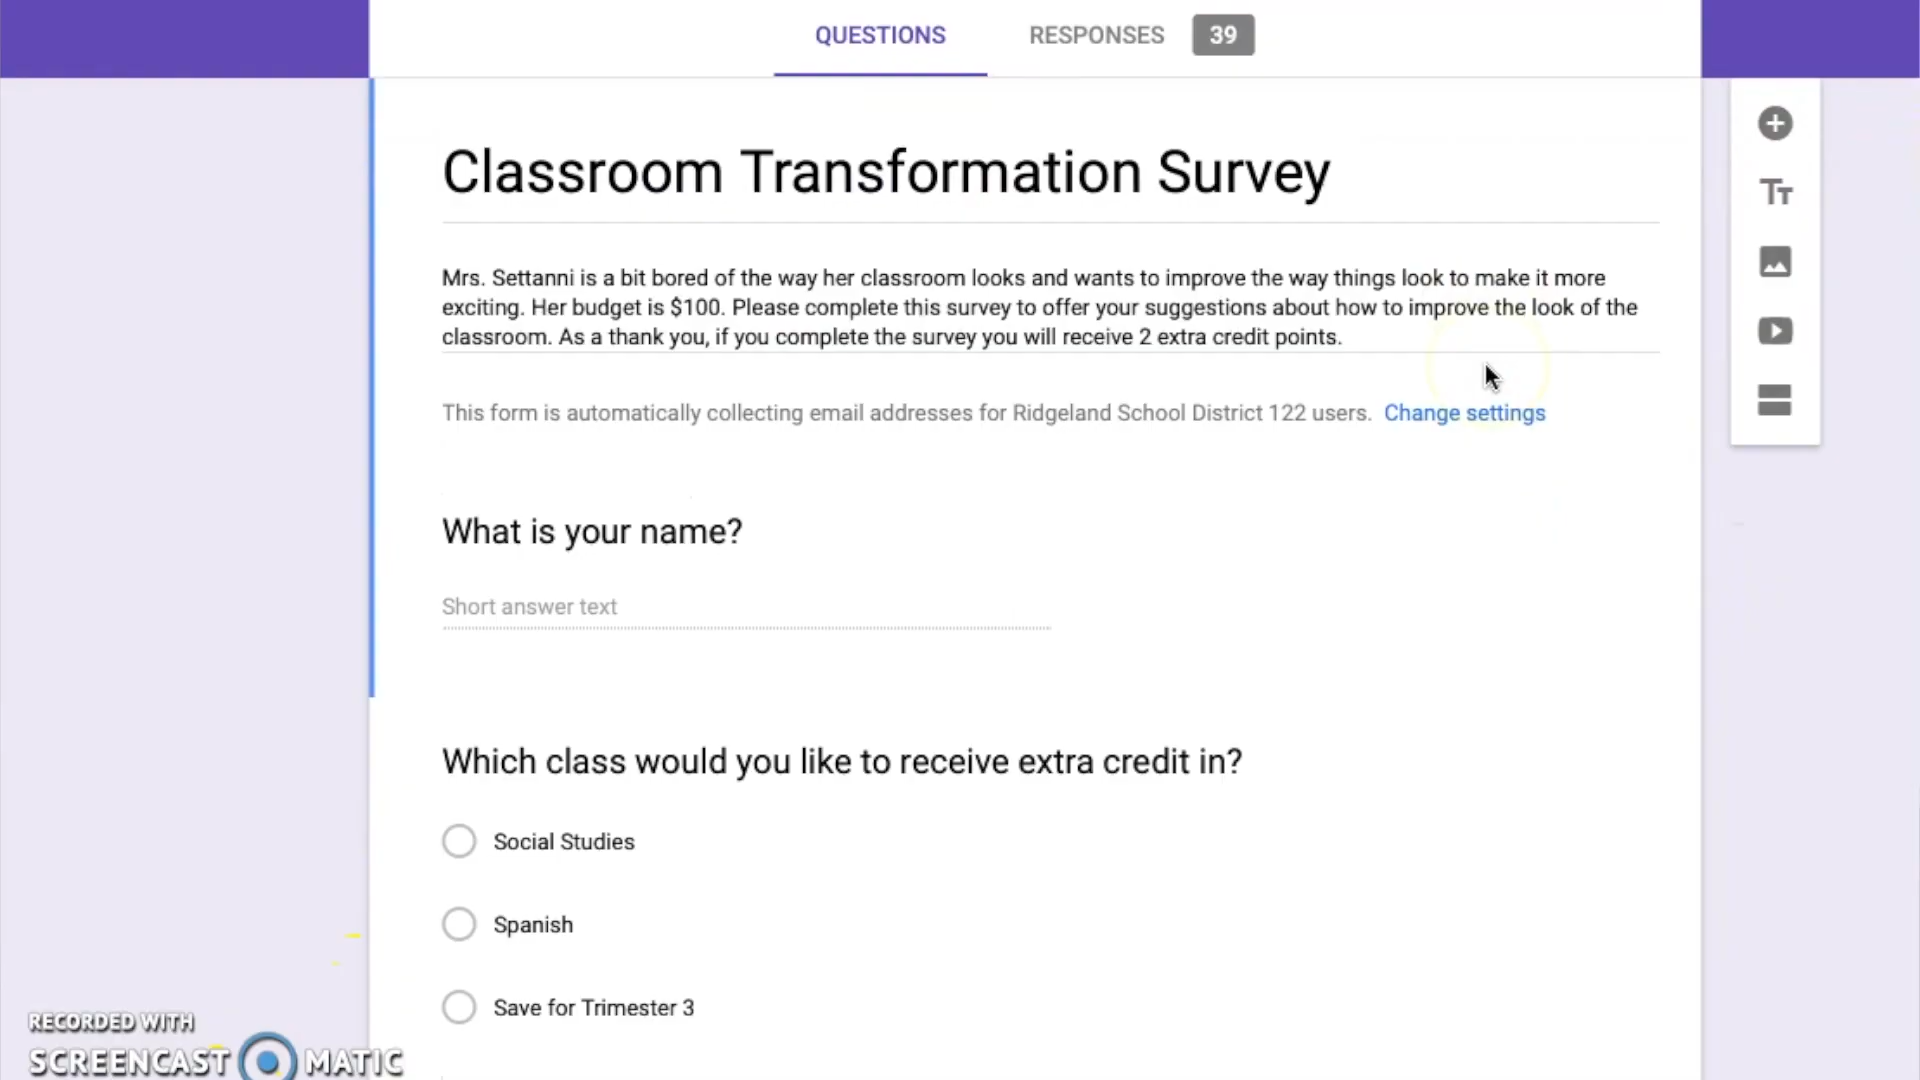 QUESTIONS RESPONSES 39
Classroom Transformation Survey
Mrs. Settanni is a bit bored of the way her classroom looks and wants to improve the way things look to make it more
exciting. Her budget is $100. Please complete this survey to offer your suggestions about how to improve the look of the
classroom. As a thank you, if you complete the survey you will receive 2 extra credit points.
This form is automatically collecting email addresses for Ridgeland School District 122 users. Change settings
What is your name?
Short answer text
Which class would you like to receive extra credit in?
Social Studies
Spanish
Save for Trimester 3
RECORDED WITH
SCREENCAST MATIC